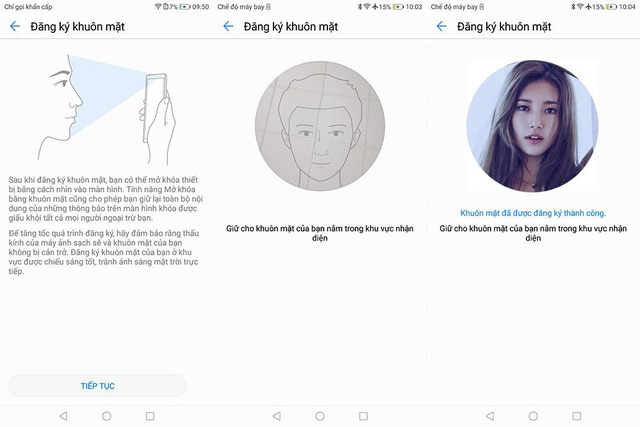 Chỉ gọi khẩn cấp
7%
09:50
Đăng ký khuôn mặt
Sau khi đăng ký khuôn mặt, bạn có thể mở khóa thiết
bị bằng cách nhìn vào màn hình. Tính năng Mở khóa
bằng khuôn mặt cũng cho phép bạn giữ lại toàn bộ nội
dung của những thông báo trên màn hình khóa được
giấu khỏi tất cả mọi người ngoại trừ bạn.
Để tăng tốc quá trình đăng ký, hãy đảm bảo rằng thấu
kính của máy ảnh sạch sẽ và khuôn mặt của bạn
không bị cản trở. Đăng ký khuôn mặt của bạn ở khu
vực được chiếu sáng tốt, tránh ánh sáng mặt trời trực
tiếp.
TIẾP TỤC
Chế độ máy bay
15%
10:03
Đăng ký khuôn mặt
Giữ cho khuôn mặt của bạn nằm trong khu vực nhận
diện
Chế độ máy bay
15%
10:04
Đăng ký khuôn mặt
Khuôn mặt đã được đăng ký thành công.
Giữ cho khuôn mặt của bạn nằm trong khu vực nhận
diện